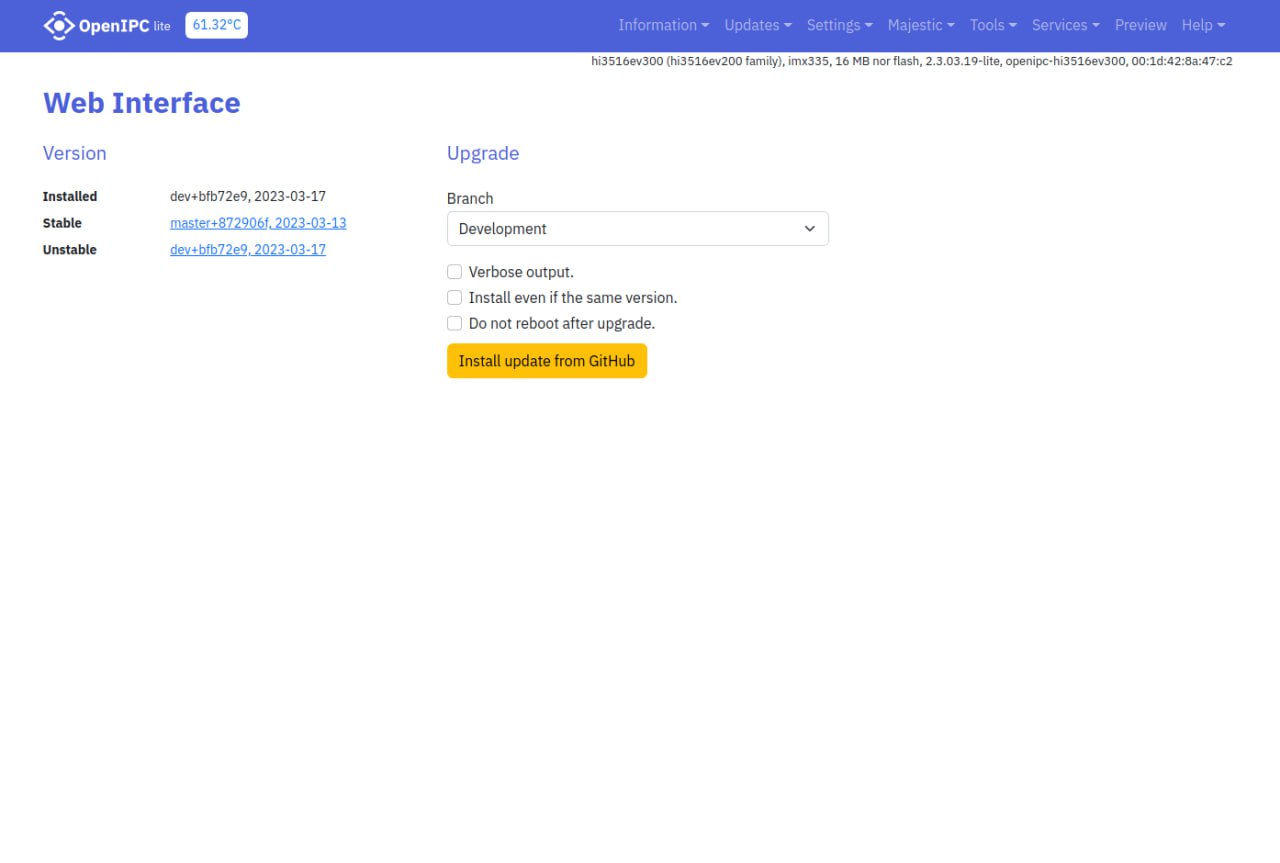 OpenIPC lite 61.32°C Information Updates Settings Majestic Tools Services Preview Help
hi3516ev300 (hi3516ev200 family), imx335, 16 MB nor flash, 2.3.03.19-lite, openipc-hi3516ev300, 00:1d:42:8a:47:c2
Web Interface
Version
Installed dev+bfb72e9, 2023-03-17
Stable master+872906f, 2023-03-13
Unstable dev+bfb72e9, 2023-03-17
Upgrade
Branch
Development
Verbose output.
Install even if the same version.
Do not reboot after upgrade.
Install update from GitHub